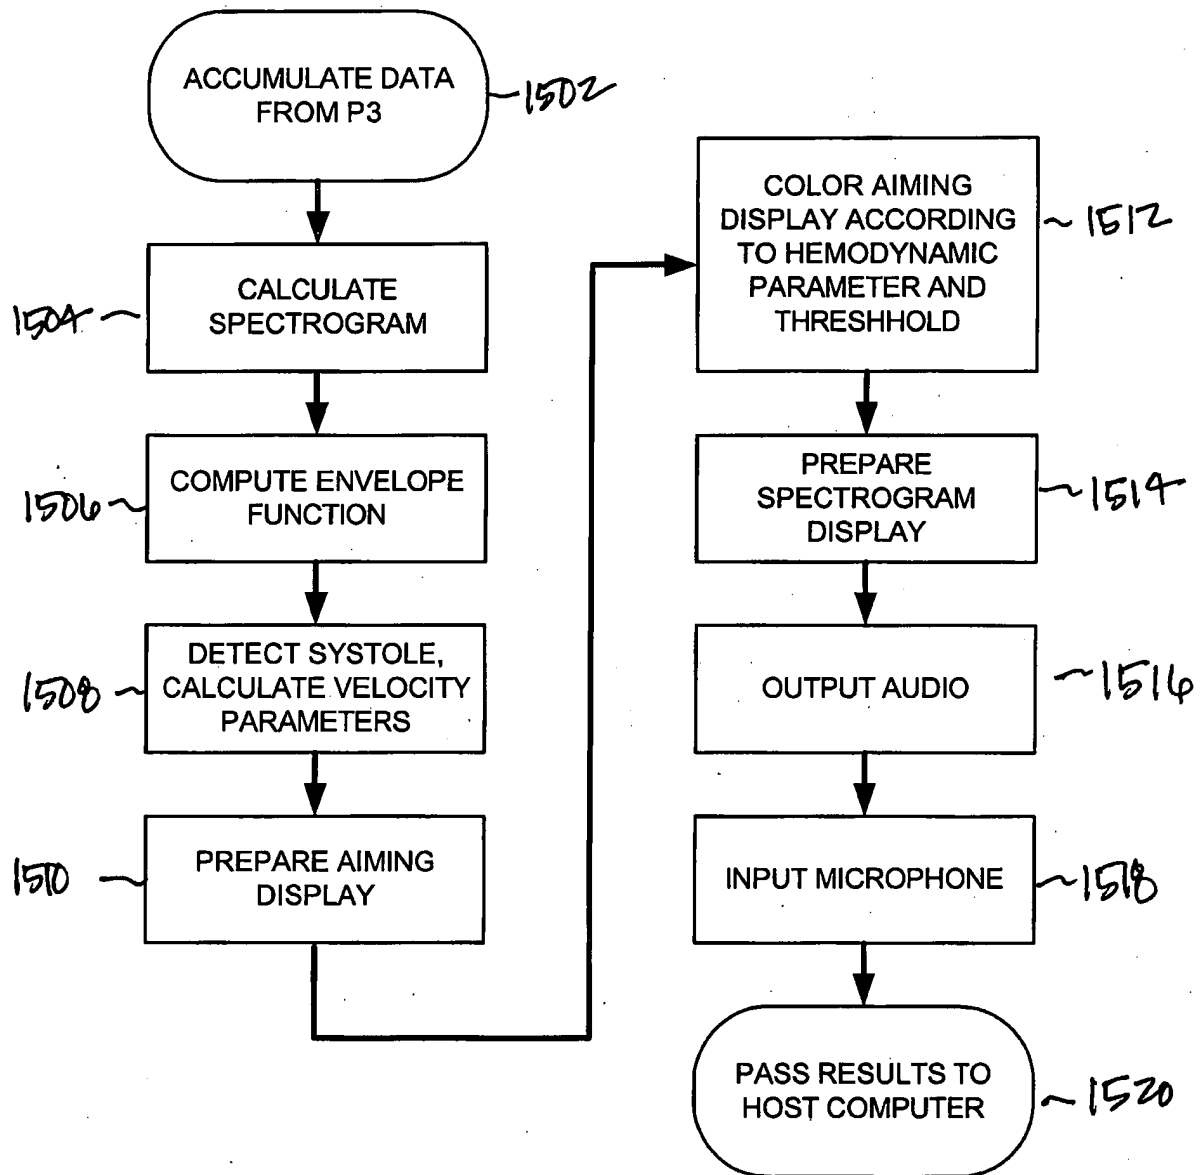 ACCUMULATE DATA
FROM P3
1502
CALCULATE
SPECTROGRAM
1504
COMPUTE ENVELOPE
FUNCTION
1506
DETECT SYSTOLE,
CALCULATE VELOCITY
PARAMETERS
1508
PREPARE AIMING
DISPLAY
1510
COLOR AIMING
DISPLAY ACCORDING
TO HEMODYNAMIC
PARAMETER AND
THRESHHOLD
1512
PREPARE
SPECTROGRAM
DISPLAY
1514
OUTPUT AUDIO
1516
INPUT MICROPHONE
1518
PASS RESULTS TO
HOST COMPUTER
1520